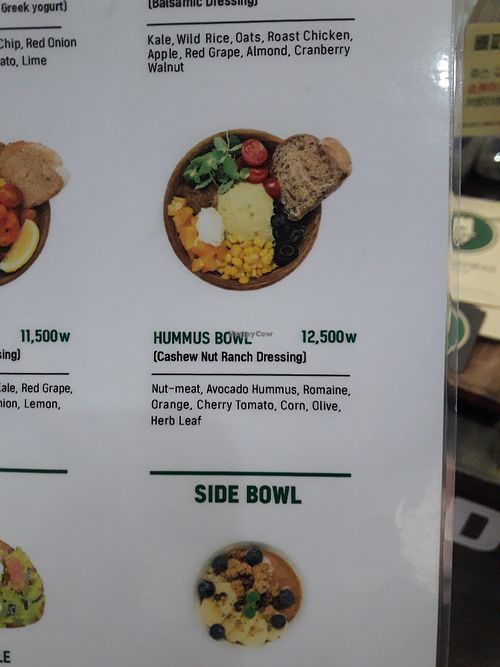 Greek yogurt)
(Balsamic Dressing)
Chip, Red Onion
ato, Lime
Kale, Wild Rice, Oats, Roast Chicken,
Apple, Red Grape, Almond, Cranberry
Walnut
11,500w
sing)
Kale, Red Grape,
nion, Lemon,
HUMMUS BOWL 12,500w
HappyCow
(Cashew Nut Ranch Dressing)
Nut-meat, Avocado Hummus, Romaine,
Orange, Cherry Tomato, Corn, Olive,
Herb Leaf
SIDE BOWL
LE